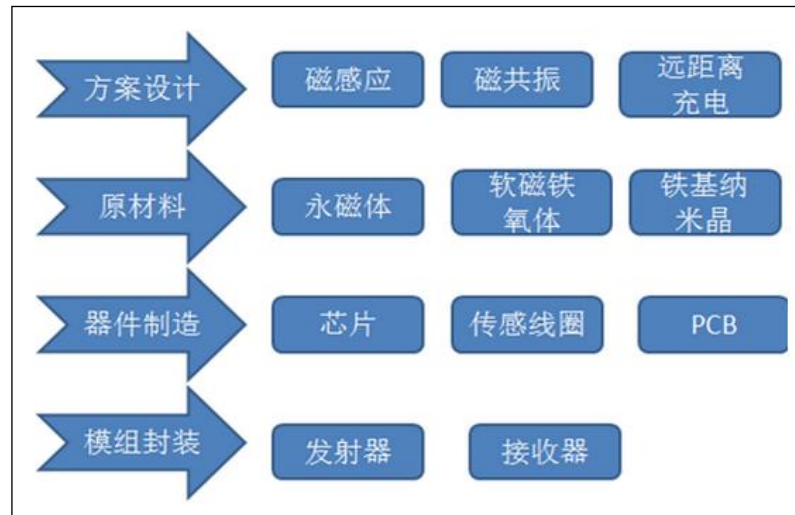 方案设计
磁感应
磁共振
远距离
充电
原材料
永磁体
软磁铁
氧体
铁基纳
米晶
器件制造
芯片
传感线圈
PCB
模组封装
发射器
接收器